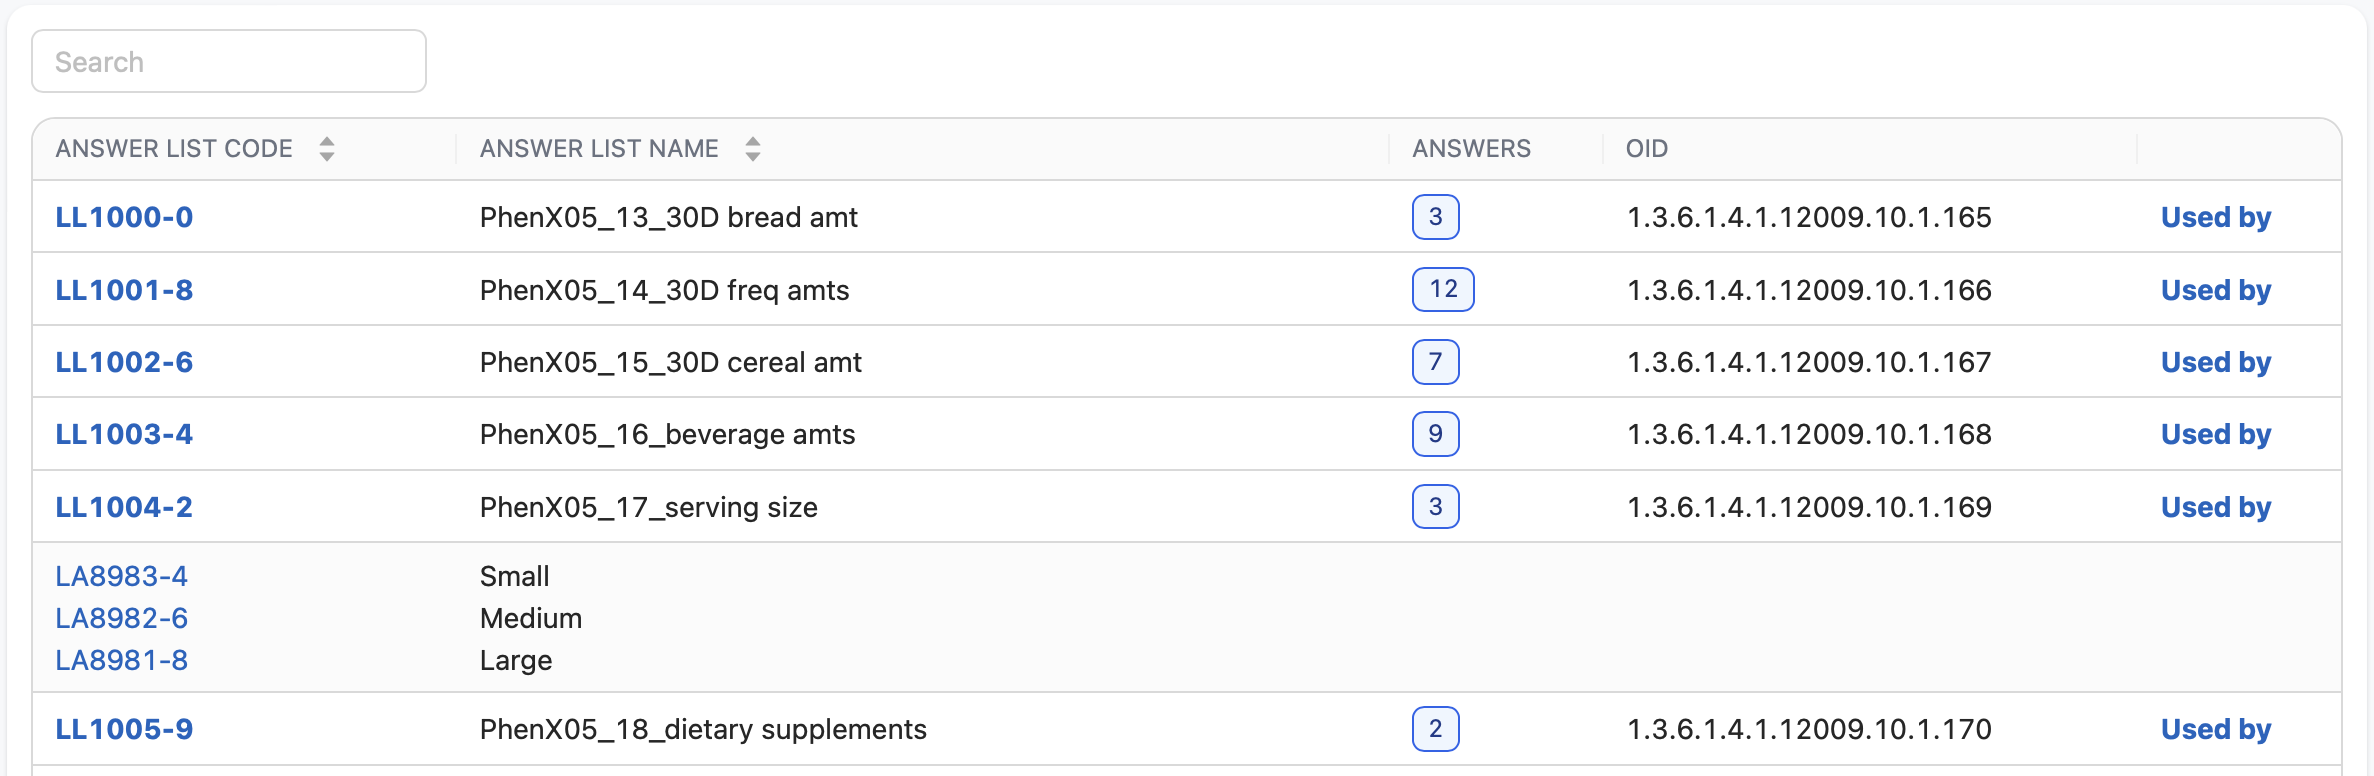 Search
ANSWER LIST CODE ANSWER LIST NAME ANSWERS OID
LL1000-0 PhenX05_13_30D bread amt 3 1.3.6.1.4.1.12009.10.1.165 Used by
LL1001-8 PhenX05_14_30D freq amts 12 1.3.6.1.4.1.12009.10.1.166 Used by
LL1002-6 PhenX05_15_30D cereal amt 7 1.3.6.1.4.1.12009.10.1.167 Used by
LL1003-4 PhenX05_16_beverage amts 9 1.3.6.1.4.1.12009.10.1.168 Used by
LL1004-2 PhenX05_17_serving size 3 1.3.6.1.4.1.12009.10.1.169 Used by
LA8983-4 Small
LA8982-6 Medium
LA8981-8 Large
LL1005-9 PhenX05_18_dietary supplements 2 1.3.6.1.4.1.12009.10.1.170 Used by